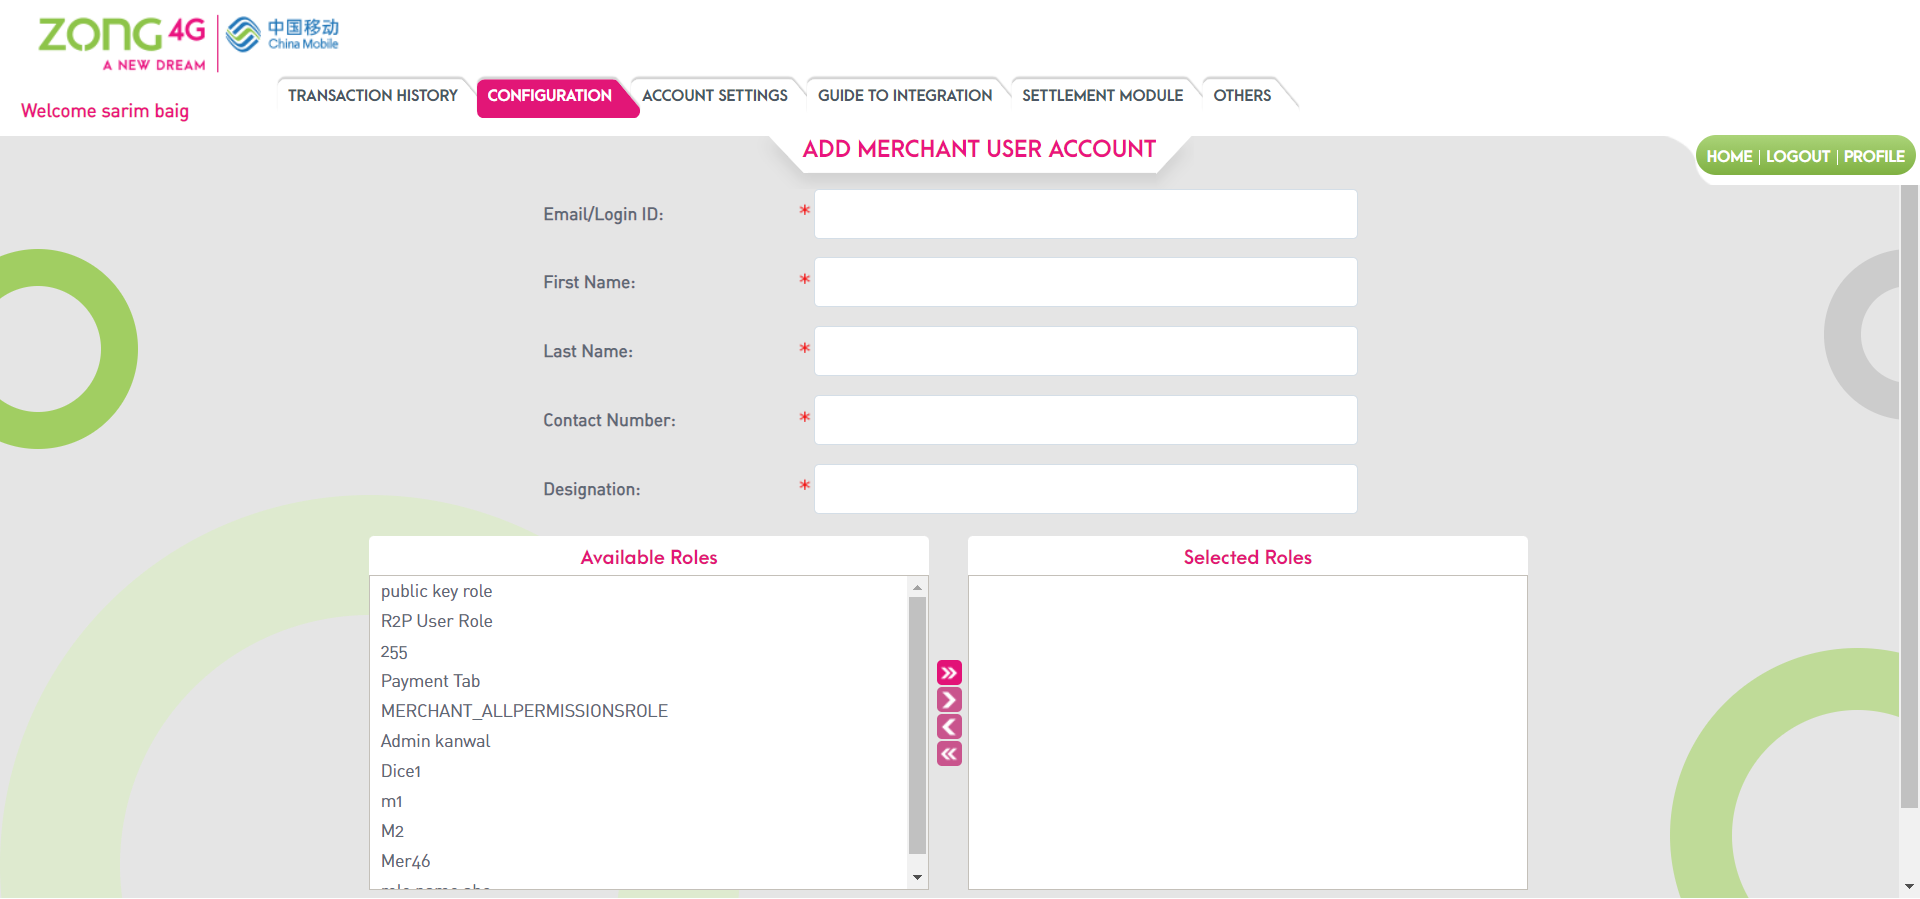 ZONG 4G
A NEW DREAM
中国移动
China Mobile
Welcome sarim baig
TRANSACTION HISTORY
CONFIGURATION
ACCOUNT SETTINGS
GUIDE TO INTEGRATION
SETTLEMENT MODULE
OTHERS
ADD MERCHANT USER ACCOUNT
HOME | LOGOUT | PROFILE
Email/Login ID: *
First Name: *
Last Name: *
Contact Number: *
Designation: *
Available Roles
public key role
R2P User Role
255
Payment Tab
MERCHANT_ALLPERMISSIONSROLE
Admin kanwal
Dice1
m1
M2
Mer46
Selected Roles